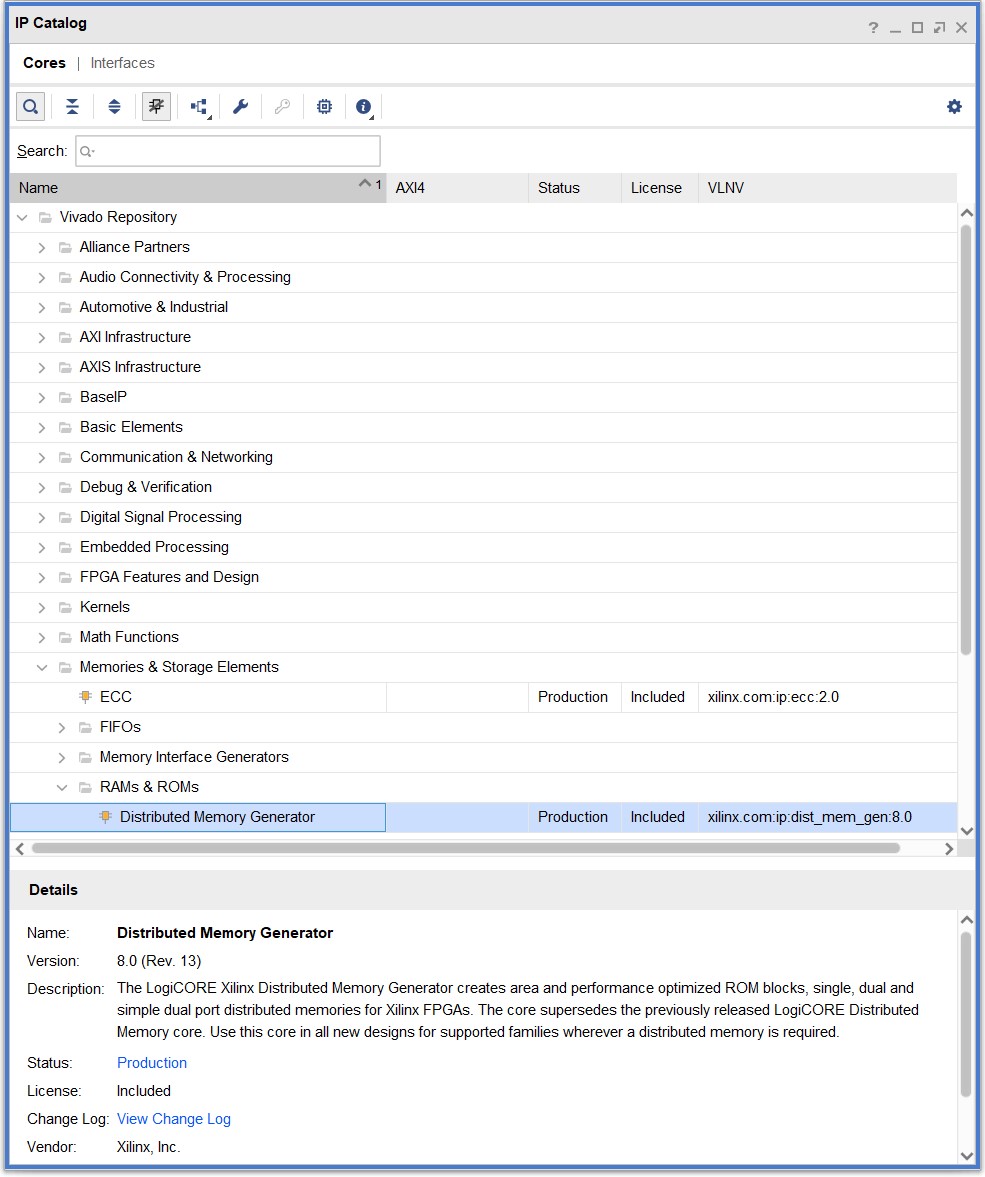 IP Catalog
?
Cores | Interfaces
Search:
Name 1 AXI4 Status License VLNV
Vivado Repository
Alliance Partners
Audio Connectivity & Processing
Automotive & Industrial
AXI Infrastructure
AXIS Infrastructure
BaseIP
Basic Elements
Communication & Networking
Debug & Verification
Digital Signal Processing
Embedded Processing
FPGA Features and Design
Kernels
Math Functions
Memories & Storage Elements
ECC Production Included xilinx.com:ip:ecc:2.0
FIFOs
Memory Interface Generators
RAMs & ROMs
Distributed Memory Generator Production Included xilinx.com:ip:dist_mem_gen:8.0
Details
Name: Distributed Memory Generator
Version: 8.0 (Rev. 13)
Description: The LogiCORE Xilinx Distributed Memory Generator creates area and performance optimized ROM blocks, single, dual and
simple dual port distributed memories for Xilinx FPGAs. The core supersedes the previously released LogiCORE Distributed
Memory core. Use this core in all new designs for supported families wherever a distributed memory is required.
Status: Production
License: Included
Change Log: View Change Log
Vendor: Xilinx, Inc.